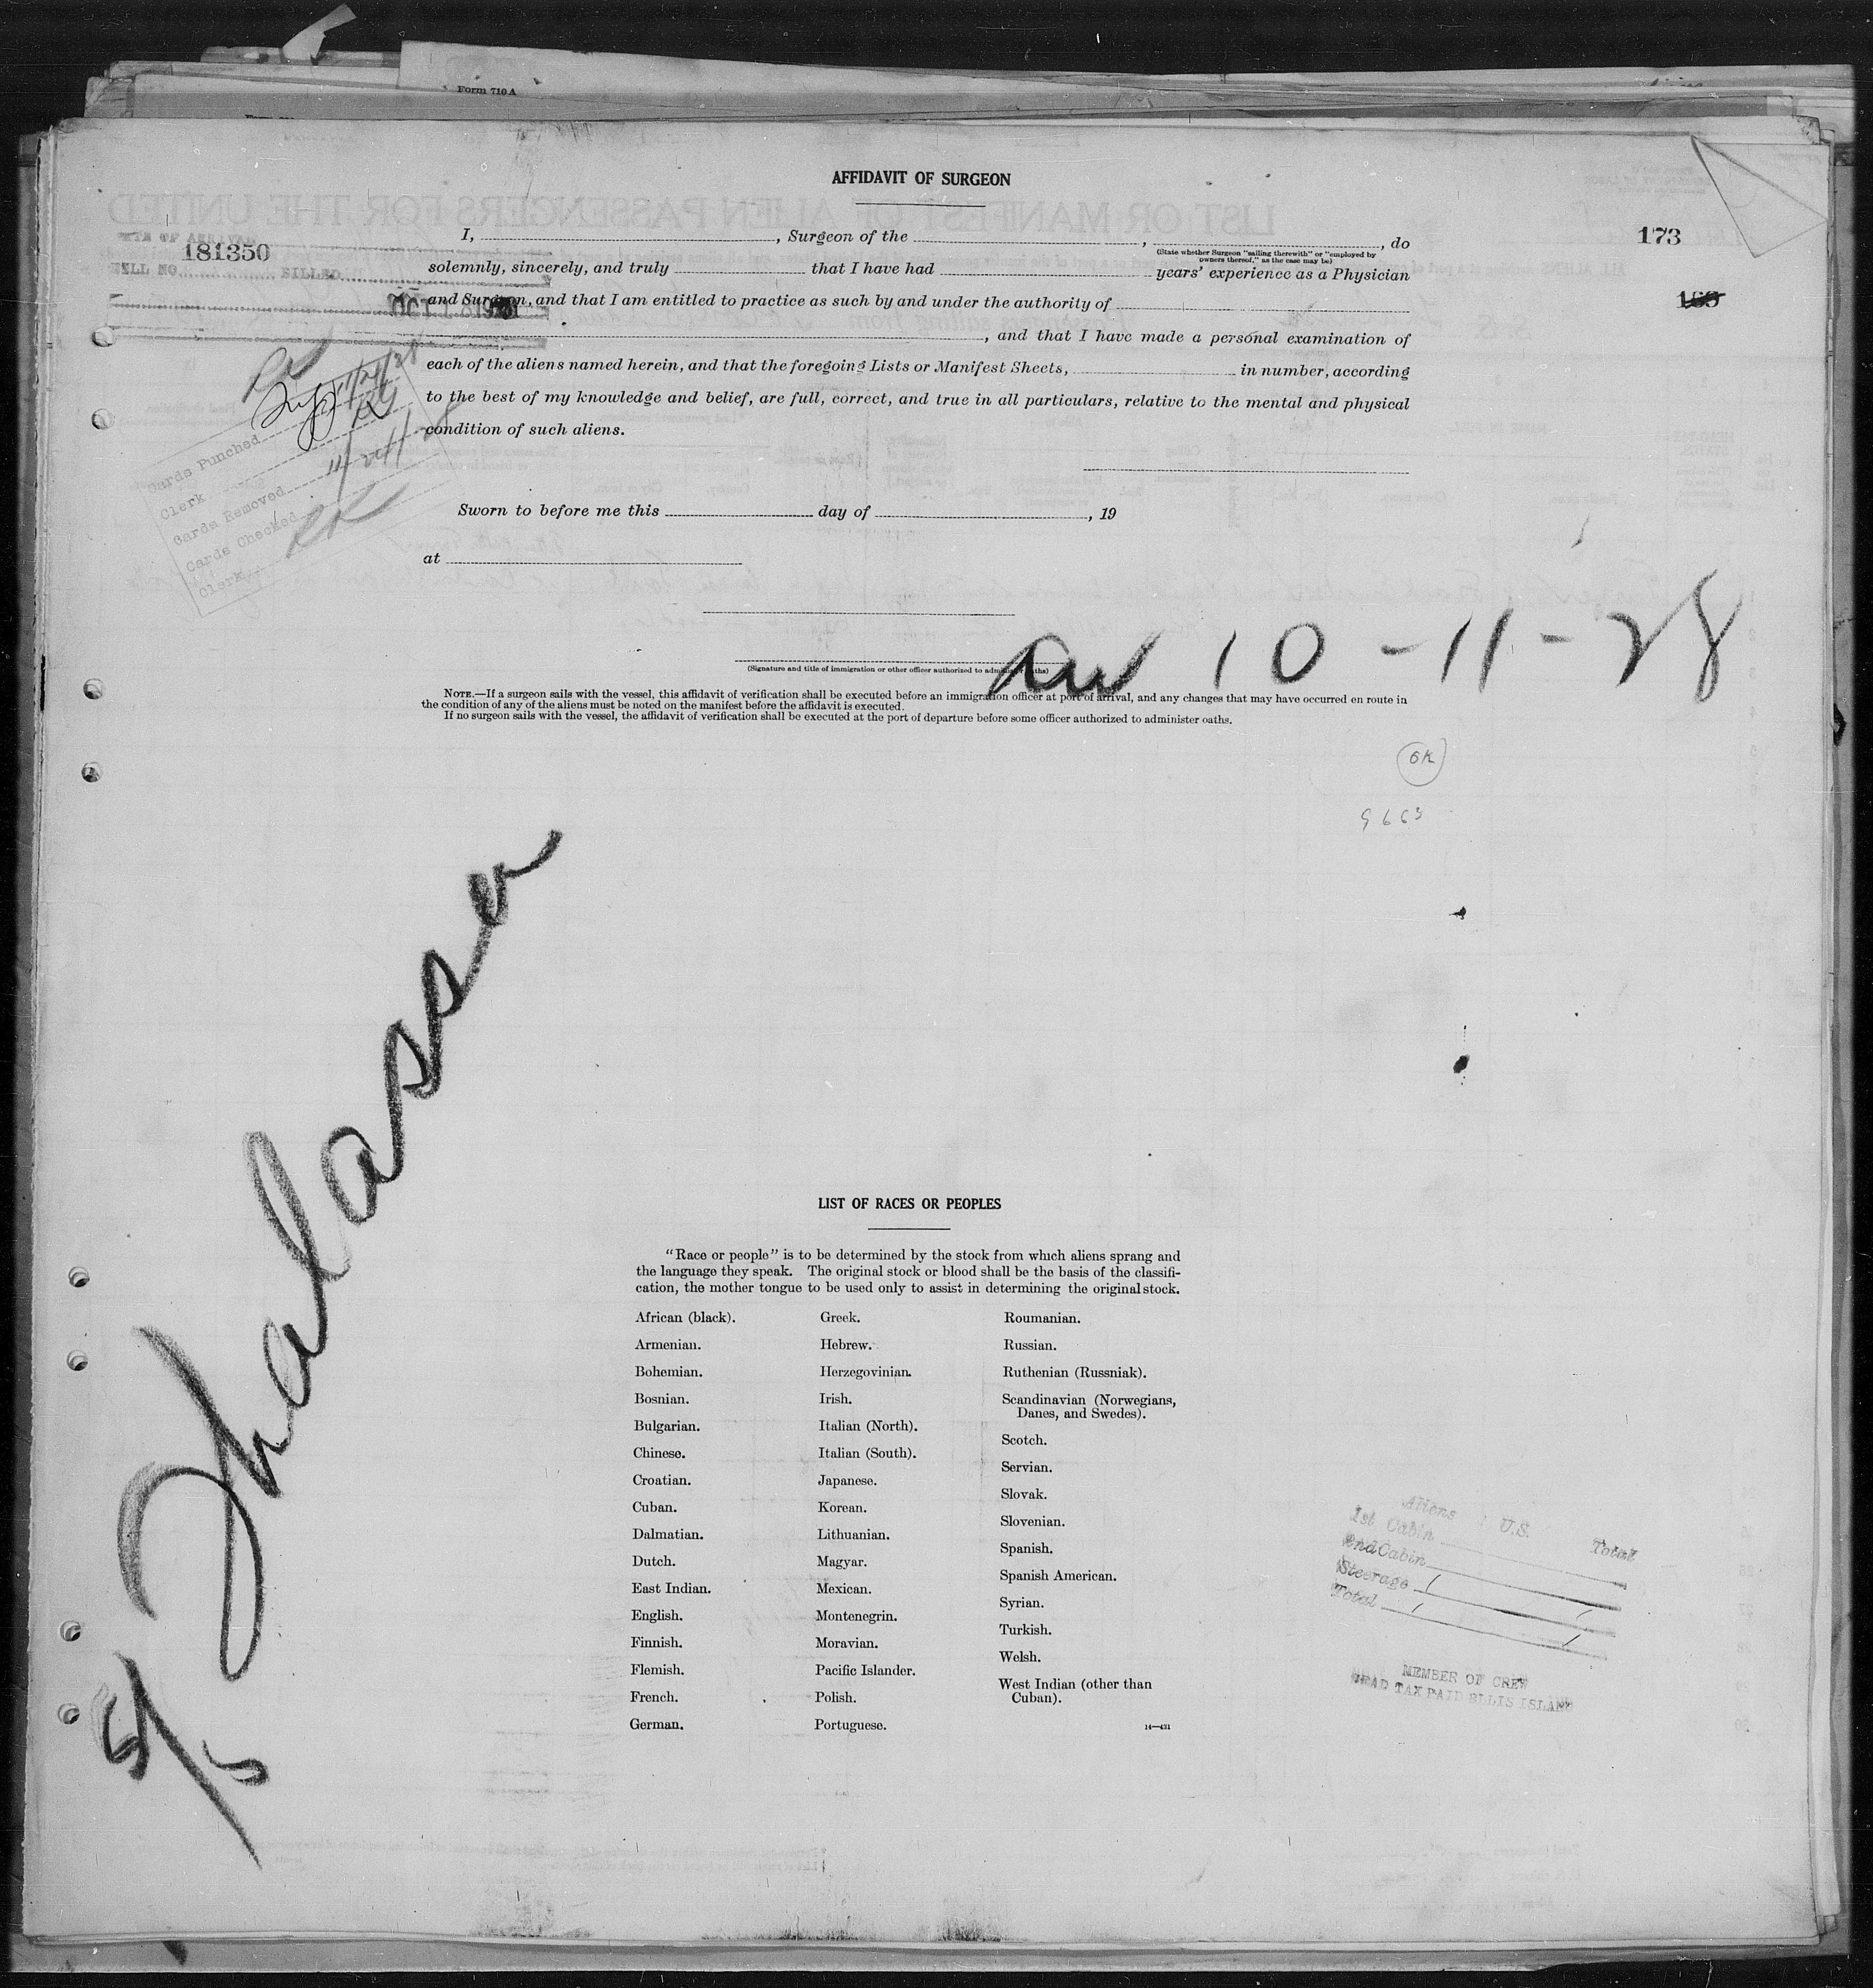 Form 710 A
AFFIDAVIT OF SURGEON
181350
173
I, , Surgeon of the , , do
(State whether Surgeon "sailing therewith" or "employed by
owners thereof," as the case may be)
BILL NO. BILLED
solemnly, sincerely, and truly that I have had years' experience as a Physician
and Surgeon, and that I am entitled to practice as such by and under the authority of
, and that I have made a personal examination of
each of the aliens named herein, and that the foregoing Lists or Manifest Sheets, in number, according
to the best of my knowledge and belief, are full, correct, and true in all particulars, relative to the mental and physical
condition of such aliens.
Cards Punched
Clerk
Cards Removed
Cards Checked
Clerk
Sworn to before me this day of , 19
at
(Signature and title of immigration or other officer authorized to administer oaths)
10-11-28
NOTE.—If a surgeon sails with the vessel, this affidavit of verification shall be executed before an immigration officer at port of arrival, and any changes that may have occurred en route in
the condition of any of the aliens must be noted on the manifest before the affidavit is executed.
If no surgeon sails with the vessel, the affidavit of verification shall be executed at the port of departure before some officer authorized to administer oaths.
OK
9663
Thalassa
5/5
LIST OF RACES OR PEOPLES
"Race or people" is to be determined by the stock from which aliens sprang and
the language they speak. The original stock or blood shall be the basis of the classifi-
cation, the mother tongue to be used only to assist in determining the original stock.
African (black).
Armenian.
Bohemian.
Bosnian.
Bulgarian.
Chinese.
Croatian.
Cuban.
Dalmatian.
Dutch.
East Indian.
English.
Finnish.
Flemish.
French.
German.
Greek.
Hebrew.
Herzegovinian.
Irish.
Italian (North).
Italian (South).
Japanese.
Korean.
Lithuanian.
Magyar.
Mexican.
Montenegrin.
Moravian.
Pacific Islander.
Polish.
Portuguese.
Roumanian.
Russian.
Ruthenian (Russniak).
Scandinavian (Norwegians,
Danes, and Swedes).
Scotch.
Servian.
Slovak.
Slovenian.
Spanish.
Spanish American.
Syrian.
Turkish.
Welsh.
West Indian (other than
Cuban).
14—431
Aliens U.S. Total
1st Cabin
2nd Cabin
Steerage 1 1
Total 1 1
MEMBER OF CREW
HEAD TAX PAID ELLIS ISLAND